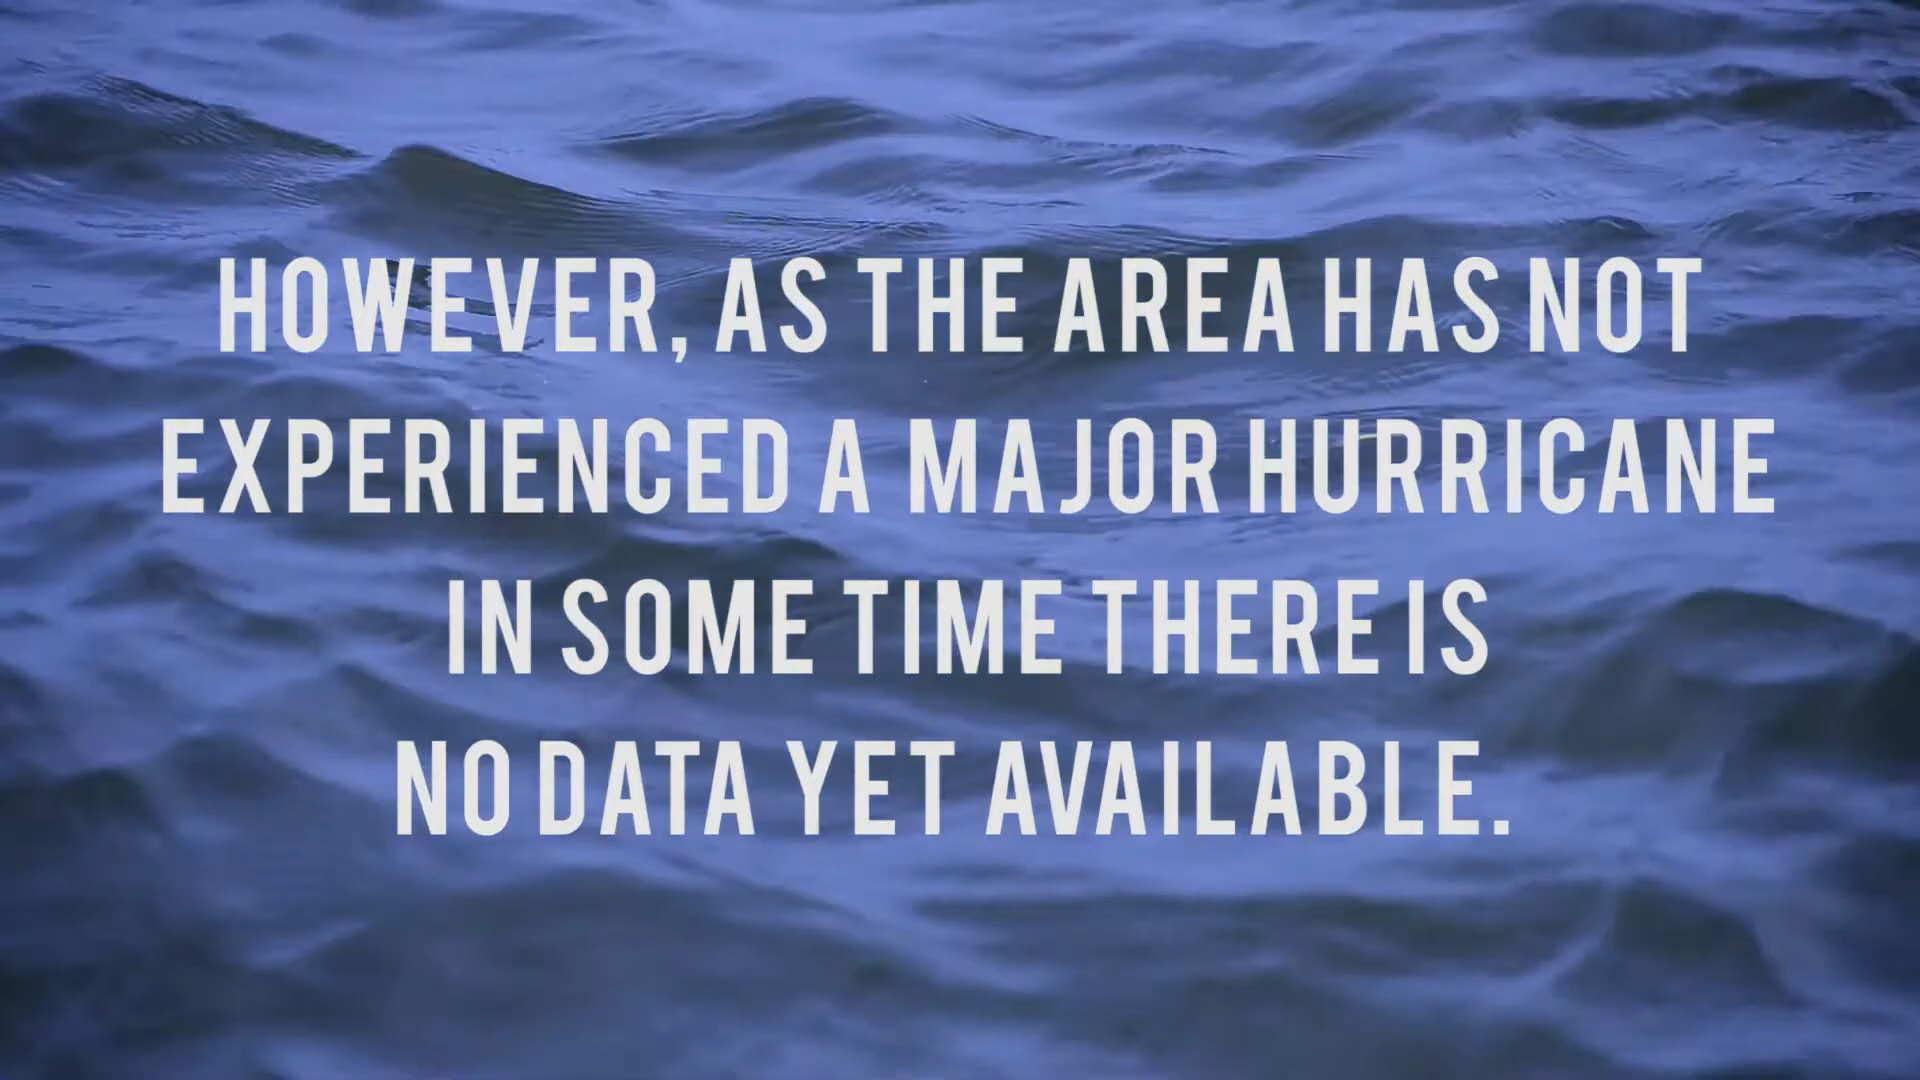 HOWEVER, AS THE AREA HAS NOT
EXPERIENCED A MAJOR HURRICANE
IN SOME TIME THERE IS
NO DATA YET AVAILABLE.